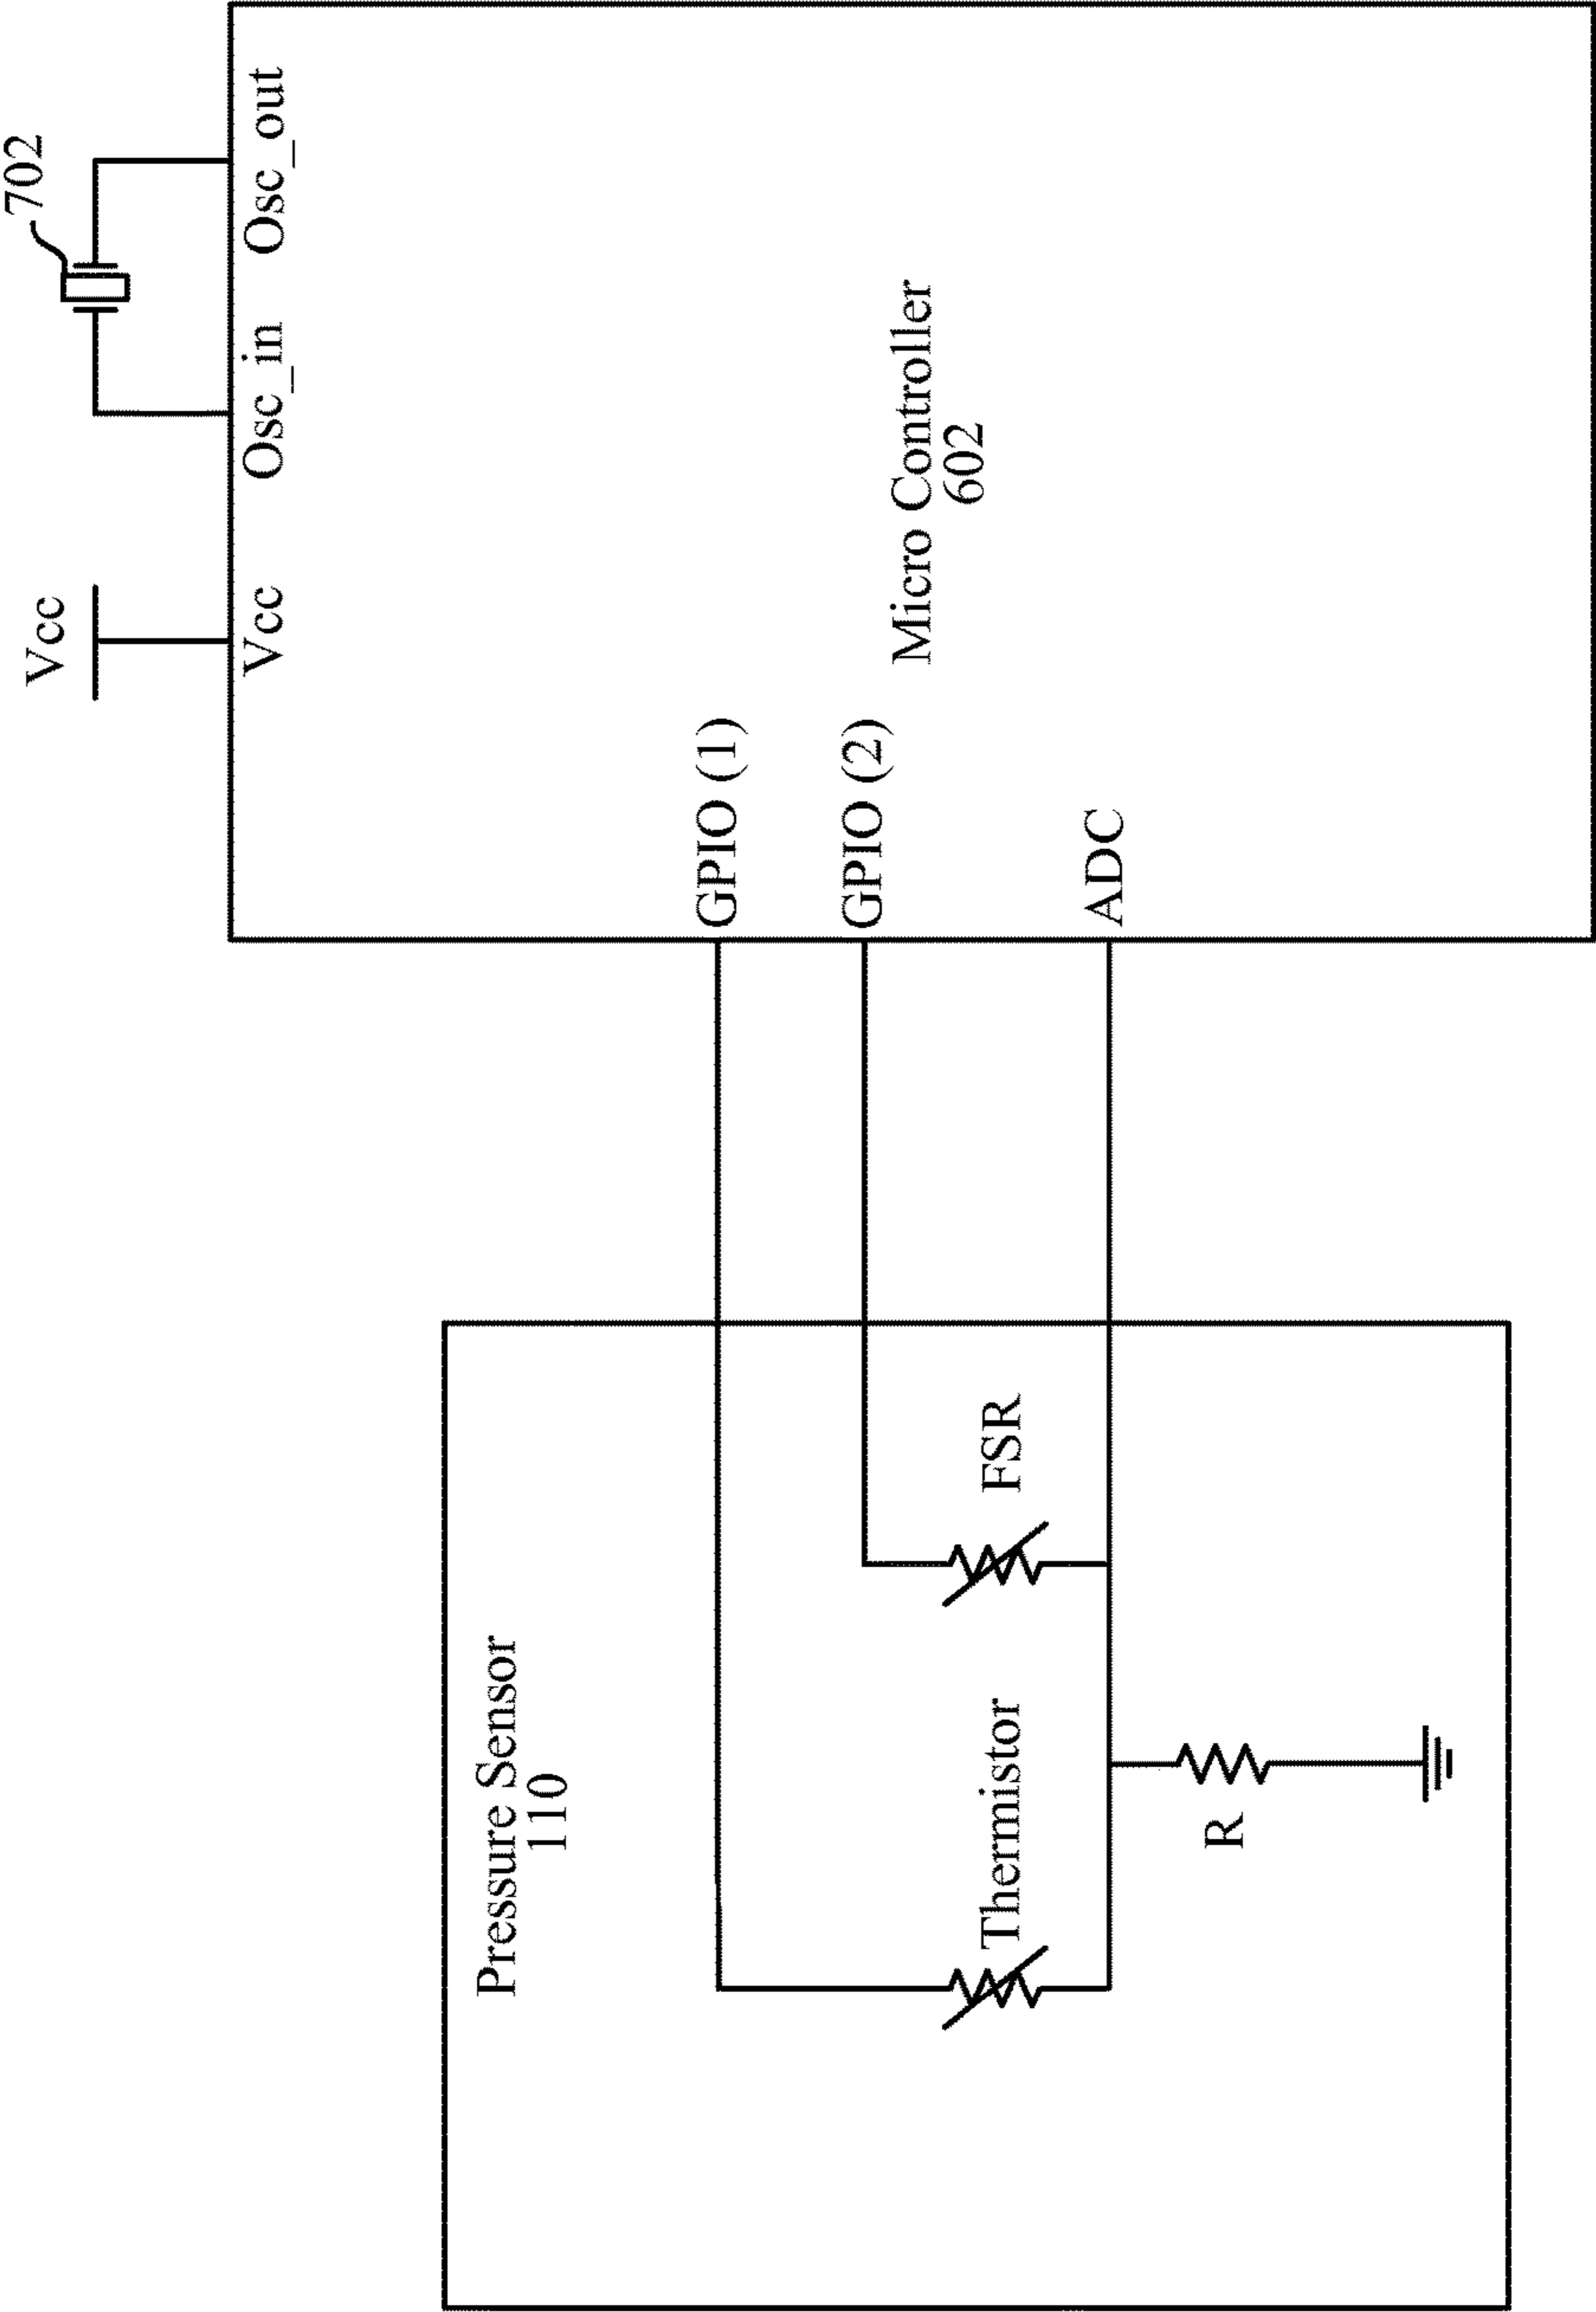 Vcc
702
Vcc
Osc_in
Osc_out
Pressure Sensor
110
GPIO (1)
GPIO (2)
Micro Controller
602
Thermistor
FSR
ADC
R